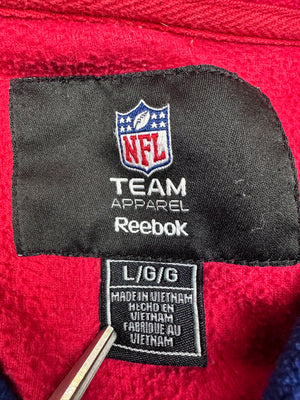 NFL
TEAM
APPAREL
Reebok
L/G/G
MADE IN VIETNAM
HECHO EN
VIETNAM
FABRIQUE AU
VIETNAM